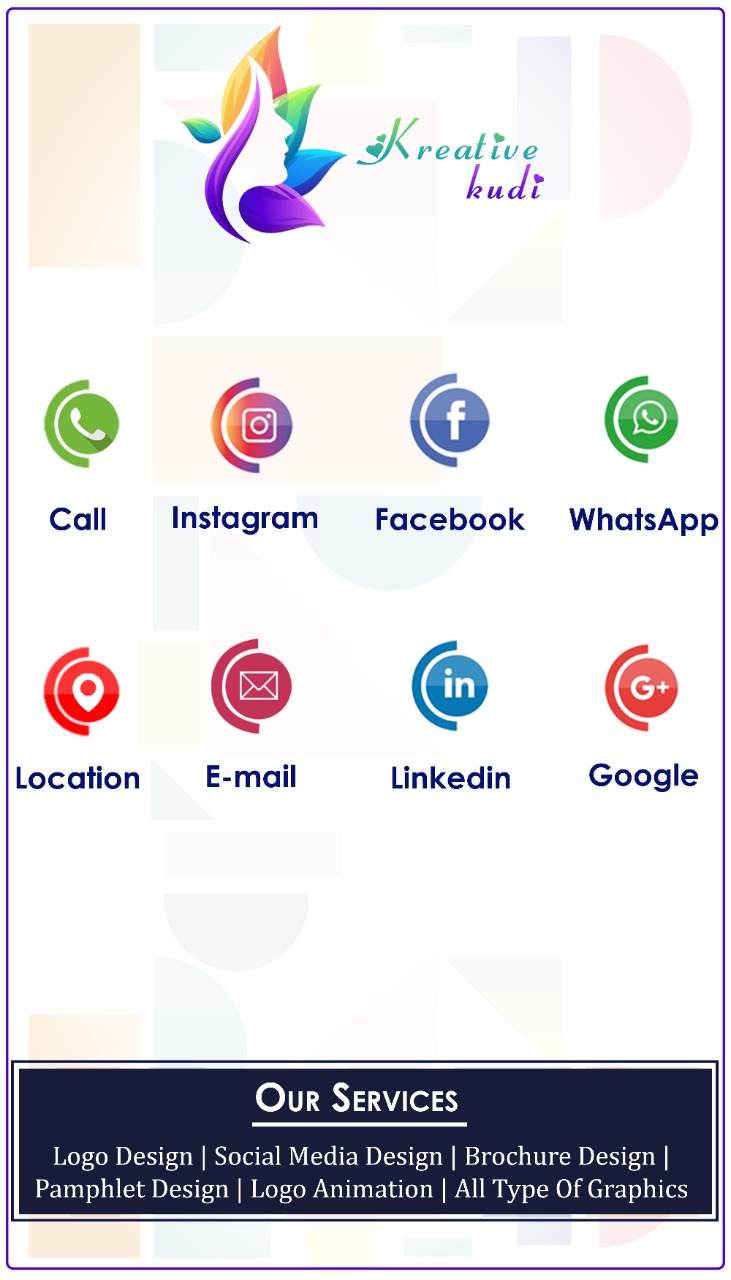 Kreative
kudi
Call Instagram Facebook WhatsApp
Location E-mail Linkedin Google
Our Services
Logo Design | Social Media Design | Brochure Design |
Pamphlet Design | Logo Animation | All Type Of Graphics